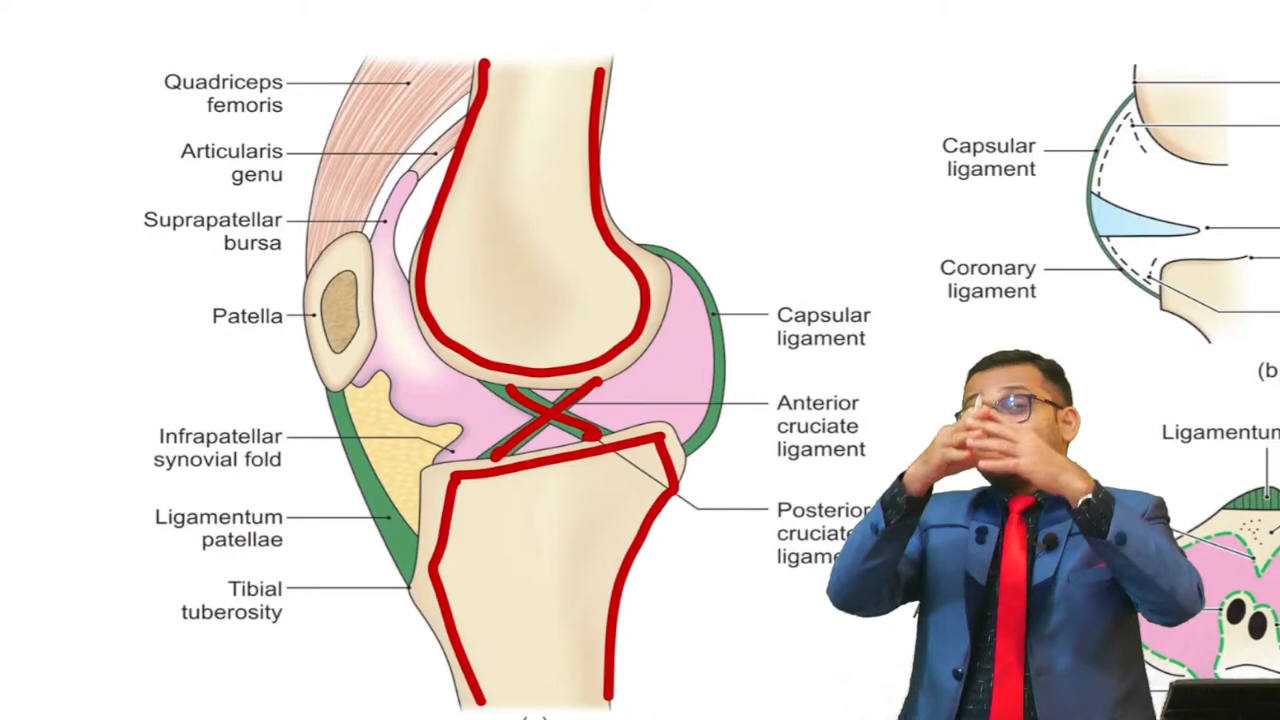 Quadriceps
femoris
Articularis
genu
Suprapatellar
bursa
Patella
Infrapatellar
synovial fold
Ligamentum
patellae
Tibial
tuberosity
Capsular
ligament
Anterior
cruciate
ligament
Posterior
cruciate
Capsular
ligament
Coronary
ligament
(b